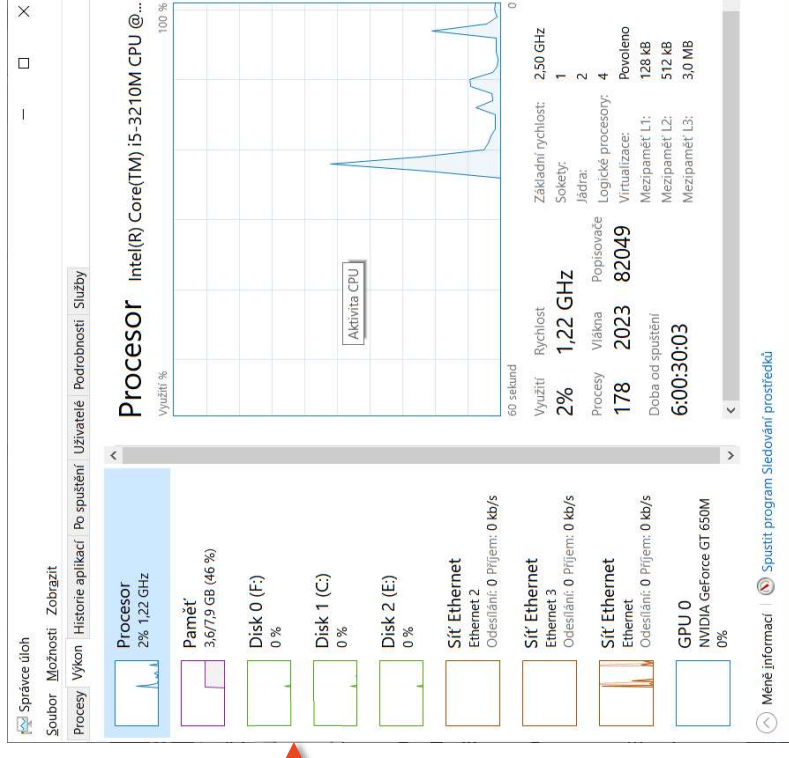 Správce úloh
Soubor Možnosti Zobrazit
Procesy Výkon Historie aplikací Po spuštění Uživatelé Podrobnosti Služby
Procesor
2% 1,22 GHz
Paměť
3,6/7,9 GB (46 %)
Disk 0 (F:)
0 %
Disk 1 (C:)
0 %
Disk 2 (E:)
0 %
Síť Ethernet
Ethernet 2
Odesílání: 0 Příjem: 0 kb/s
Síť Ethernet
Ethernet 3
Odesílání: 0 Příjem: 0 kb/s
Síť Ethernet
Ethernet
Odesílání: 0 Příjem: 0 kb/s
GPU 0
NVIDIA GeForce GT 650M
0%
Procesor Intel(R) Core(TM) i5-3210M CPU @...
Využití % 100 %
Aktivita CPU
60 sekund 0
Využití Rychlost
2% 1,22 GHz
Procesy Vlákna Popisovače
178 2023 82049
Doba od spuštění
6:00:30:03
Základní rychlost: 2,50 GHz
Sokety: 1
Jádra: 2
Logické procesory: 4
Virtualizace: Povoleno
Mezipaměť L1: 128 kB
Mezipaměť L2: 512 kB
Mezipaměť L3: 3,0 MB
Méně informací Spustit program Sledování prostředků